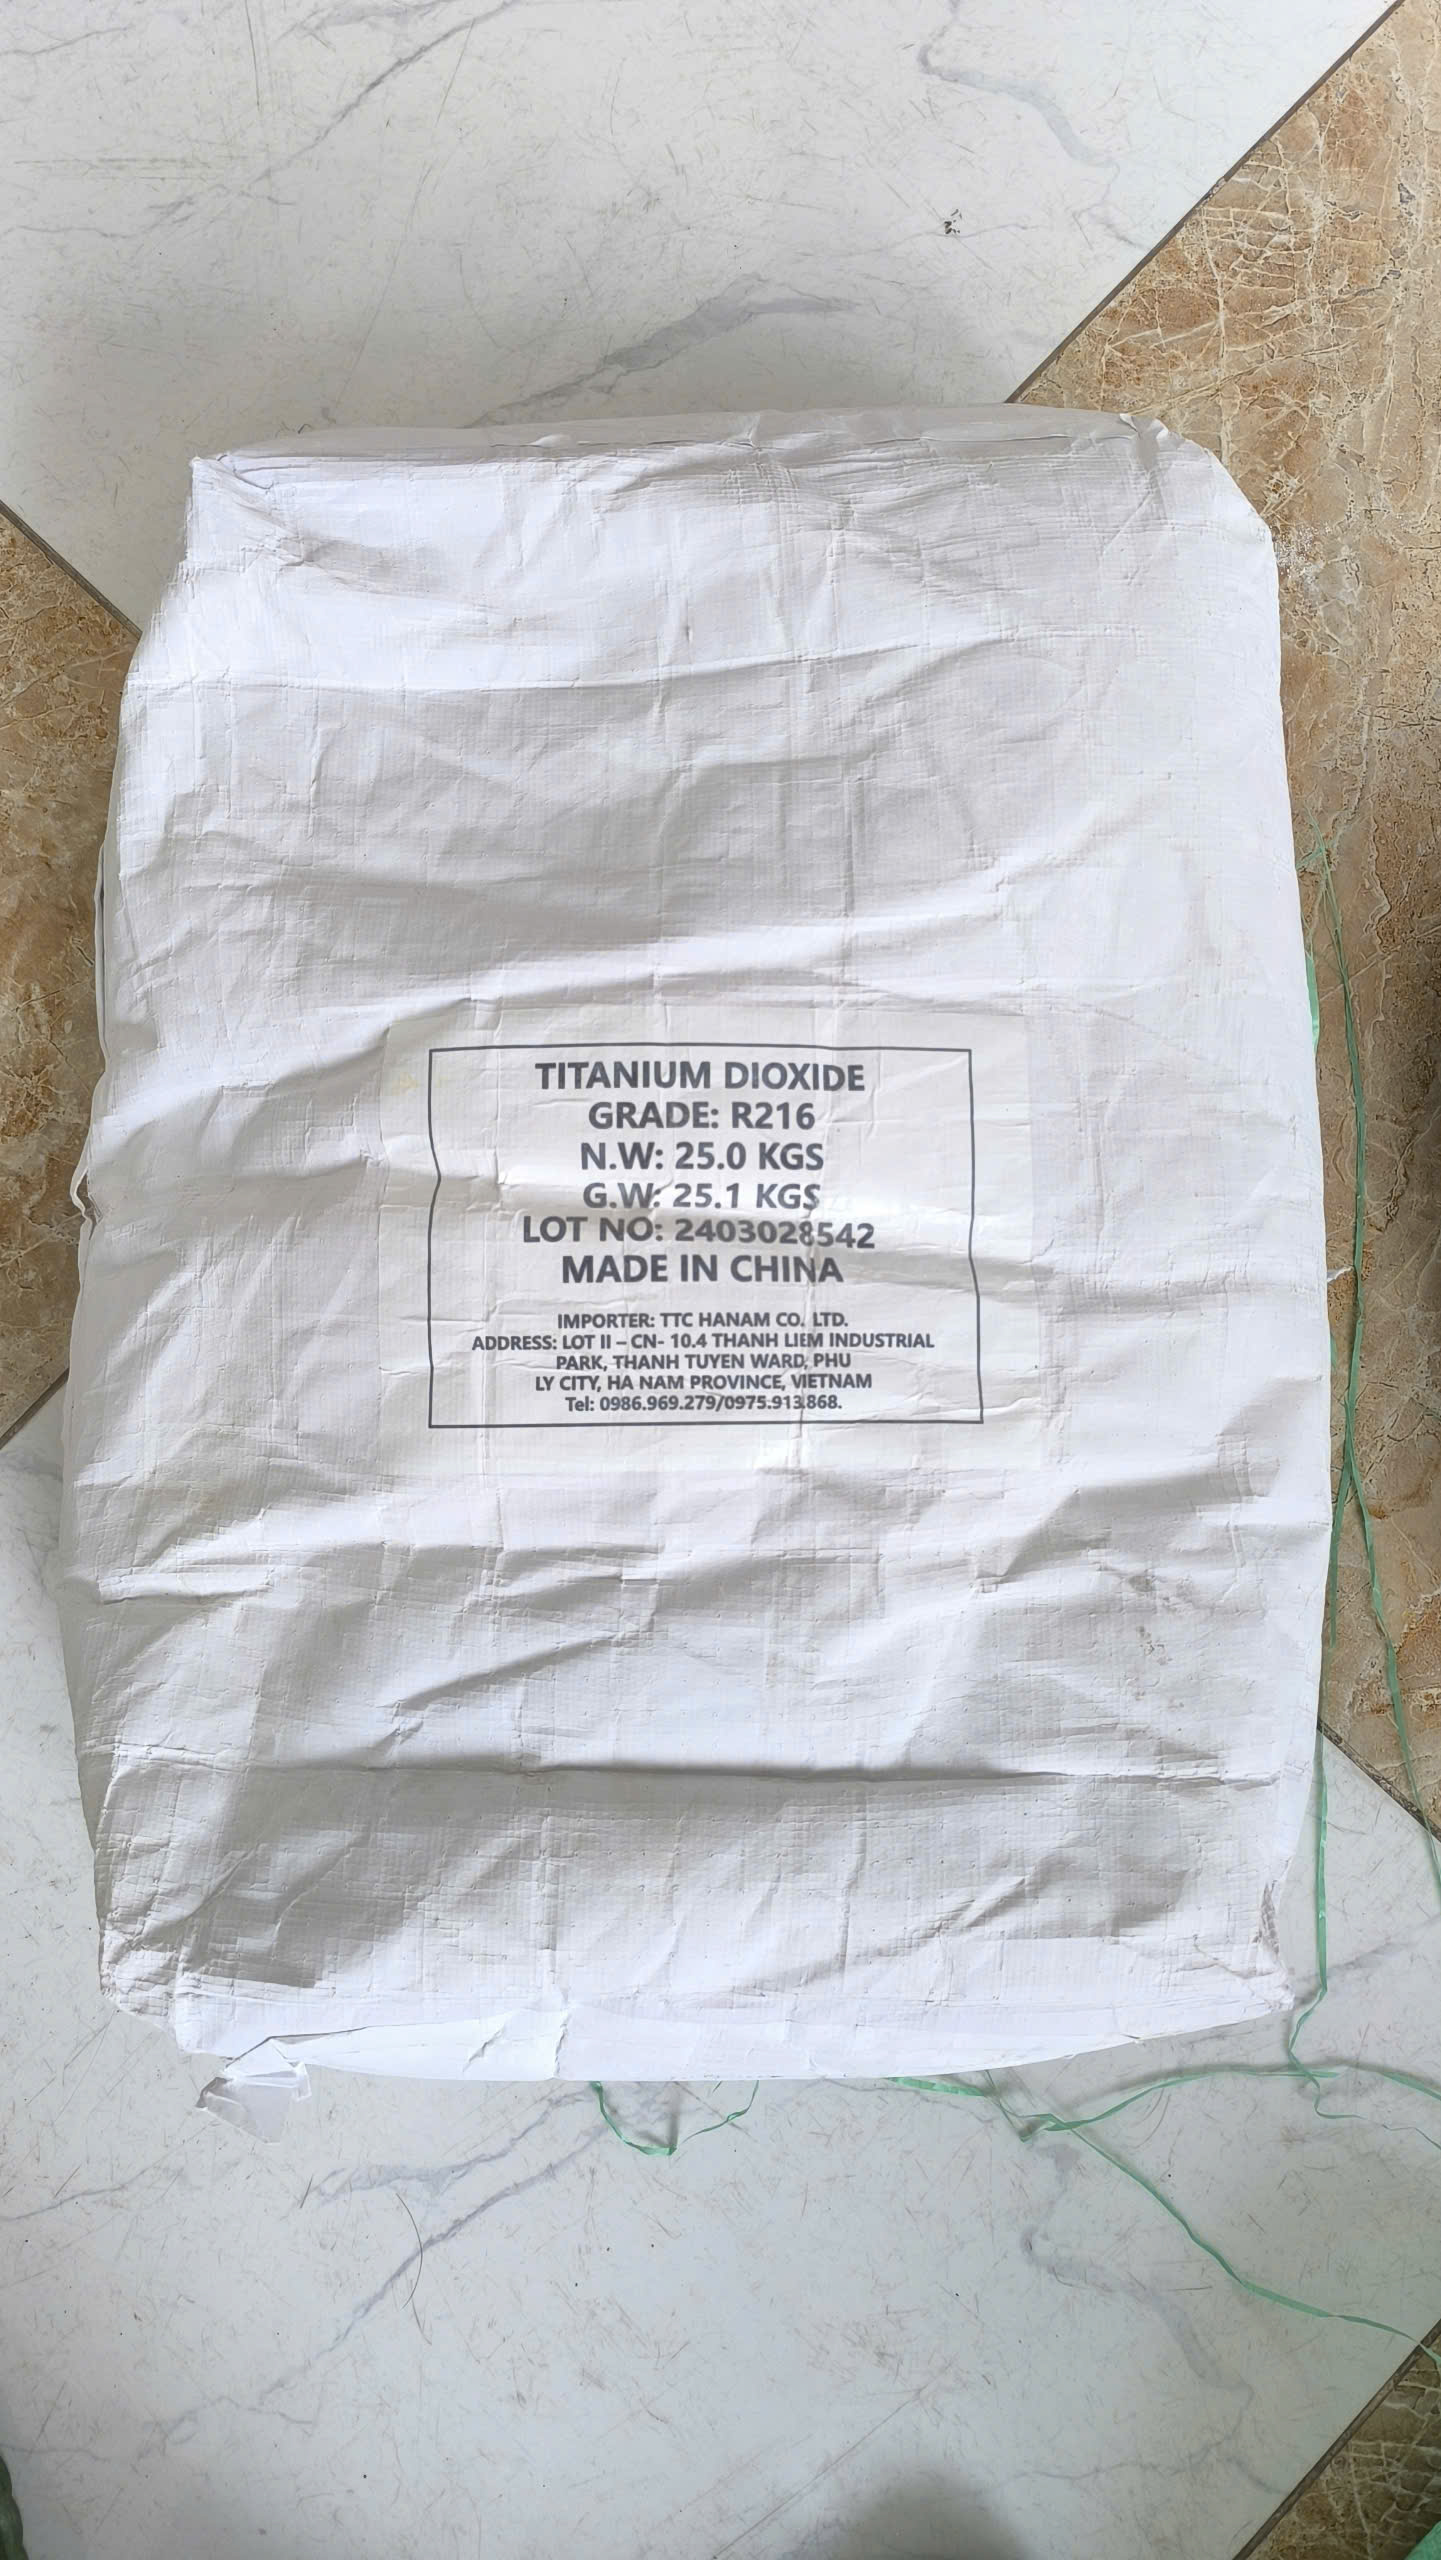 TITANIUM DIOXIDE
GRADE: R216
N.W: 25.0 KGS
G.W: 25.1 KGS
LOT NO: 2403028542
MADE IN CHINA
IMPORTER: TTC HANAM CO. LTD.
ADDRESS: LOT II – CN- 10.4 THANH LIEM INDUSTRIAL
PARK, THANH TUYEN WARD, PHU
LY CITY, HA NAM PROVINCE, VIETNAM
Tel: 0986.969.279/0975.913.868.